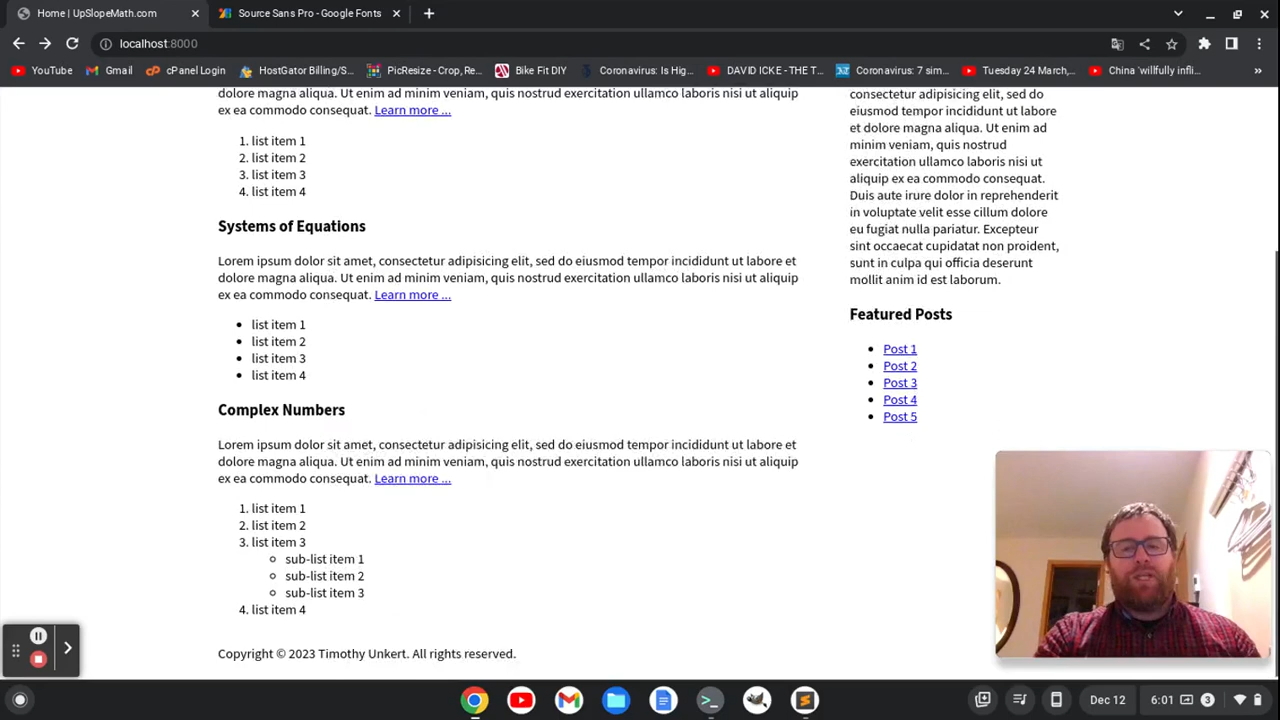 Home | UpSlopeMath.com
Source Sans Pro - Google Fonts
localhost:8000
YouTube
Gmail
cPanel Login
HostGator Billing/S...
PicResize - Crop, Re...
Bike Fit DIY
Coronavirus: Is Hig...
DAVID ICKE - THE T...
Coronavirus: 7 sim...
Tuesday 24 March,...
China 'willfully infli...
»
dolore magna aliqua. Ut enim ad minim veniam, quis nostrud exercitation ullamco laboris nisi ut aliquip
ex ea commodo consequat. Learn more ...
1. list item 1
2. list item 2
3. list item 3
4. list item 4
Systems of Equations
Lorem ipsum dolor sit amet, consectetur adipisicing elit, sed do eiusmod tempor incididunt ut labore et
dolore magna aliqua. Ut enim ad minim veniam, quis nostrud exercitation ullamco laboris nisi ut aliquip
ex ea commodo consequat. Learn more ...
• list item 1
• list item 2
• list item 3
• list item 4
Complex Numbers
Lorem ipsum dolor sit amet, consectetur adipisicing elit, sed do eiusmod tempor incididunt ut labore et
dolore magna aliqua. Ut enim ad minim veniam, quis nostrud exercitation ullamco laboris nisi ut aliquip
ex ea commodo consequat. Learn more ...
1. list item 1
2. list item 2
3. list item 3
◦ sub-list item 1
◦ sub-list item 2
◦ sub-list item 3
4. list item 4
Copyright © 2023 Timothy Unkert. All rights reserved.
consectetur adipisicing elit, sed do
eiusmod tempor incididunt ut labore
et dolore magna aliqua. Ut enim ad
minim veniam, quis nostrud
exercitation ullamco laboris nisi ut
aliquip ex ea commodo consequat.
Duis aute irure dolor in reprehenderit
in voluptate velit esse cillum dolore
eu fugiat nulla pariatur. Excepteur
sint occaecat cupidatat non proident,
sunt in culpa qui officia deserunt
mollit anim id est laborum.
Featured Posts
• Post 1
• Post 2
• Post 3
• Post 4
• Post 5
Dec 12
6:01
3